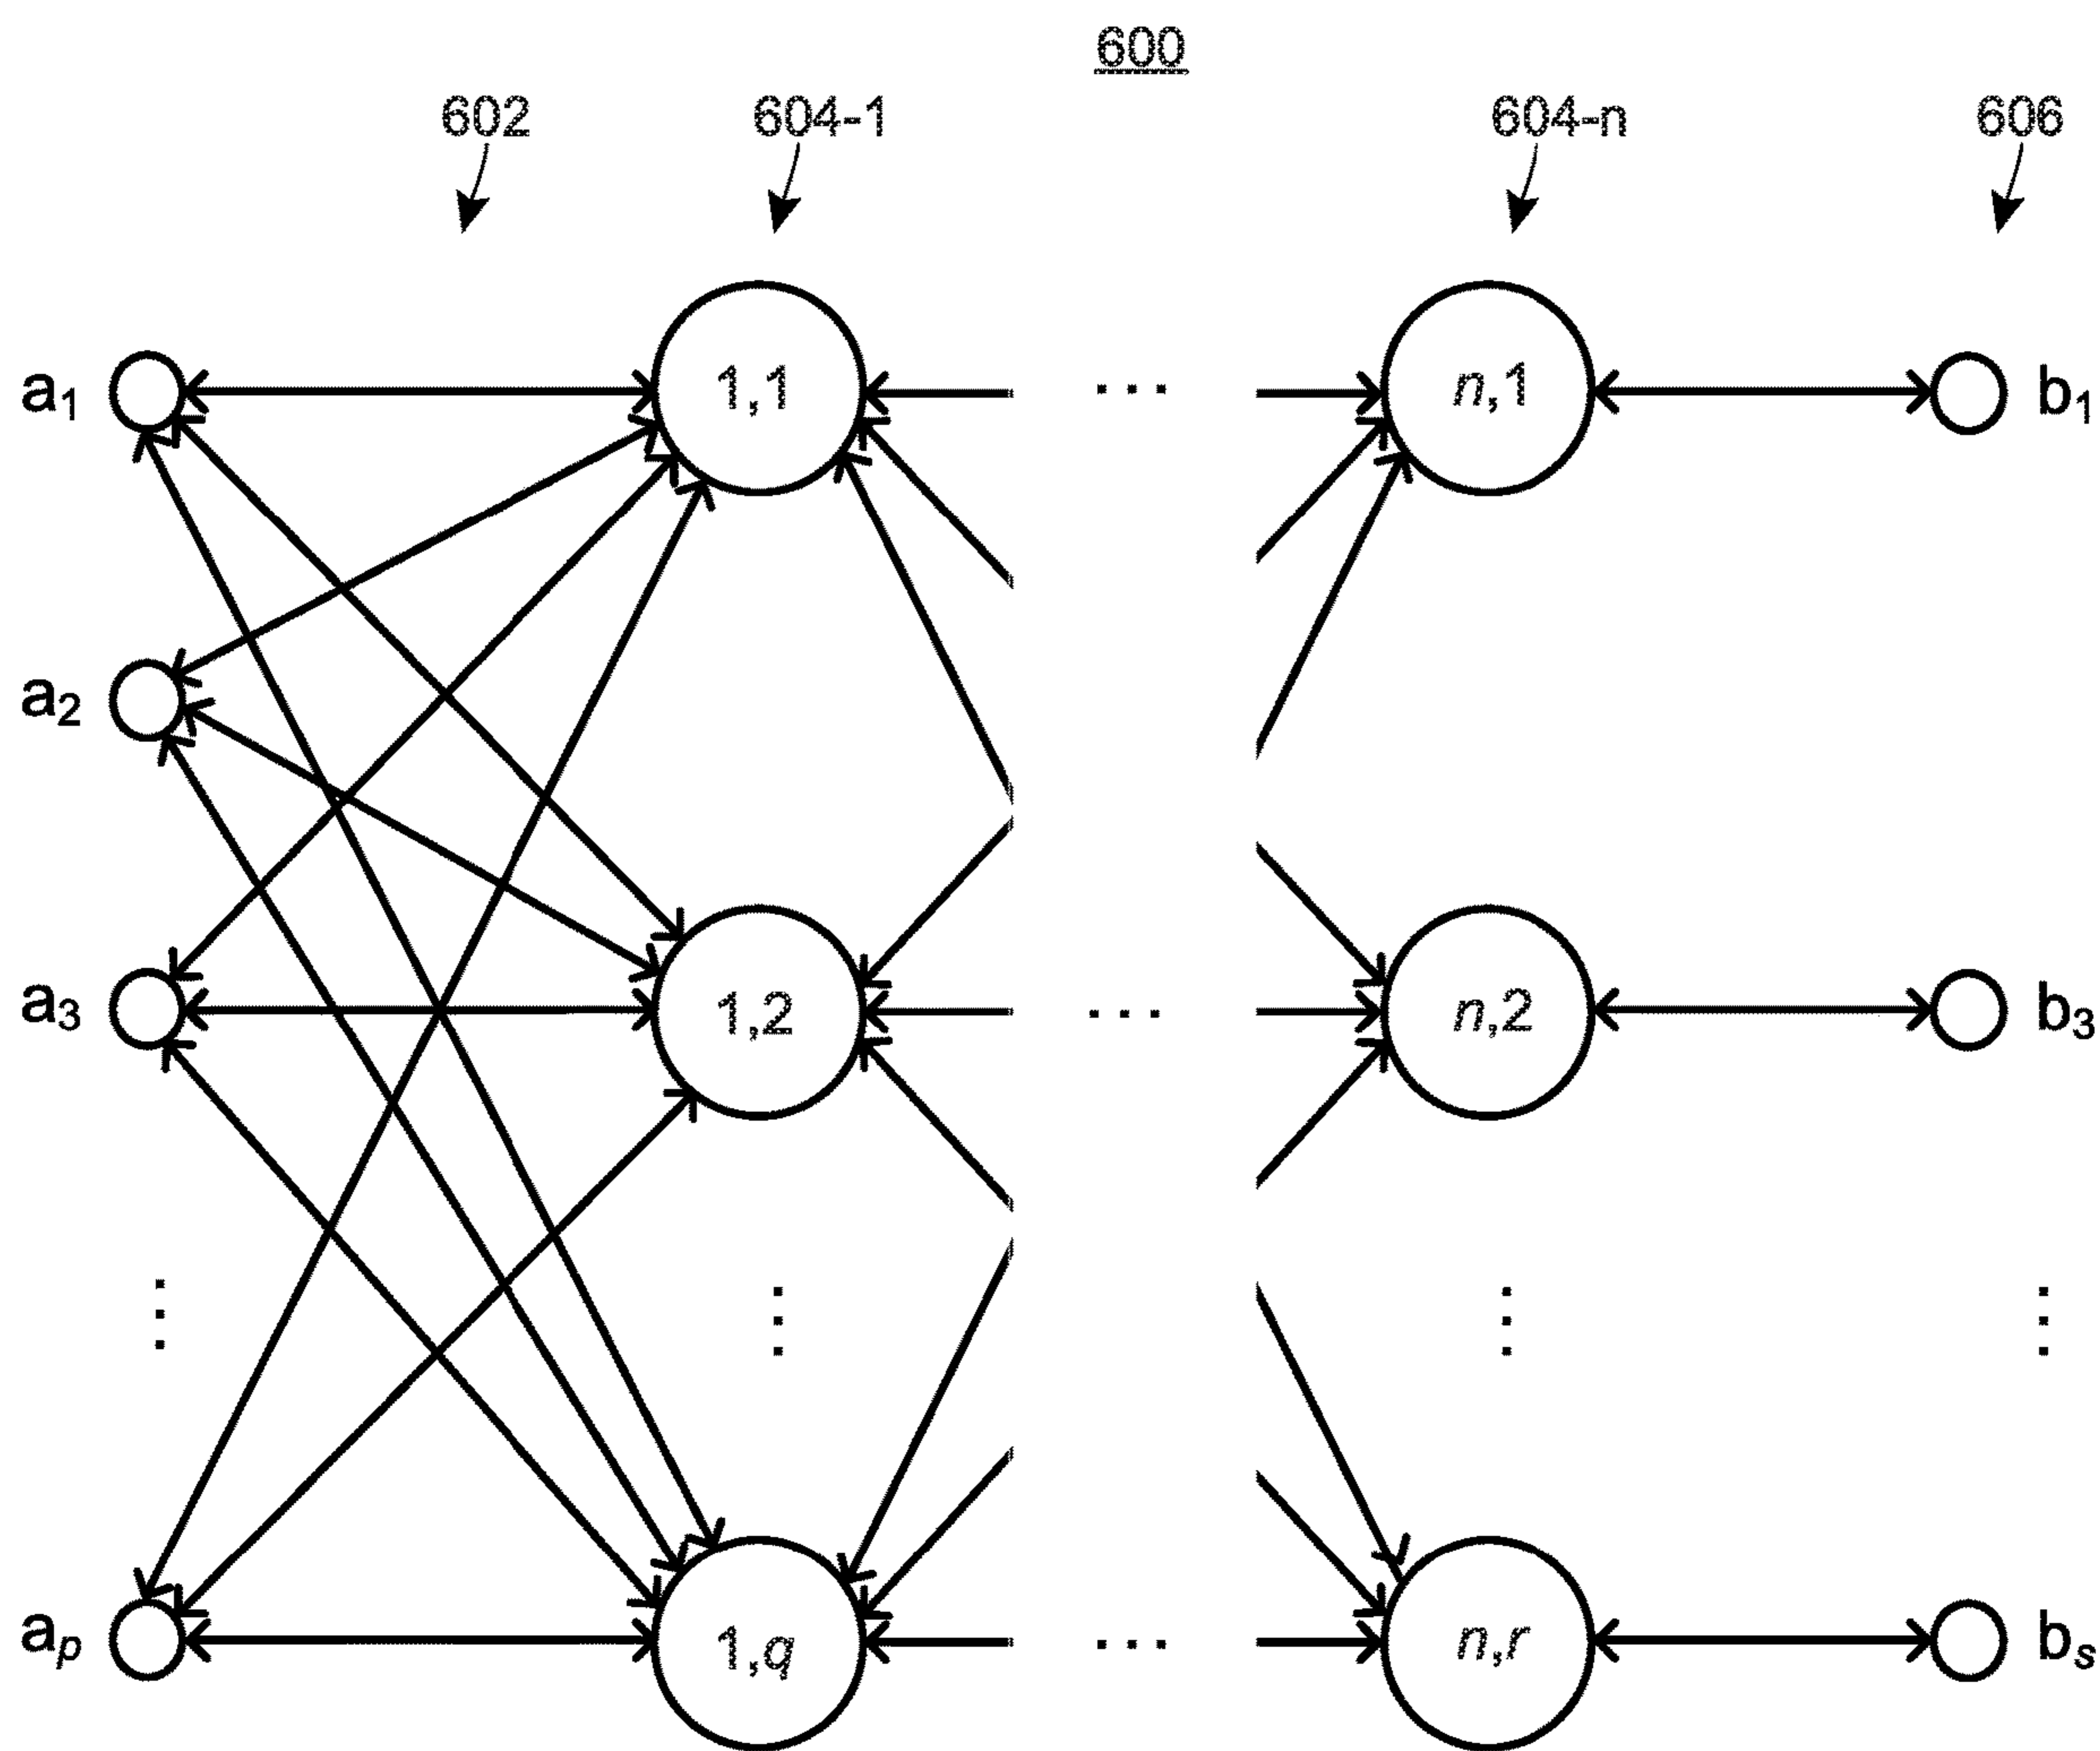 600
602 604-1 604-n 606
a₁ 1,1 ... n,1 b₁
a₂
a₃ 1,2 ... n,2 b₃
aₚ 1,q ... n,r bₛ